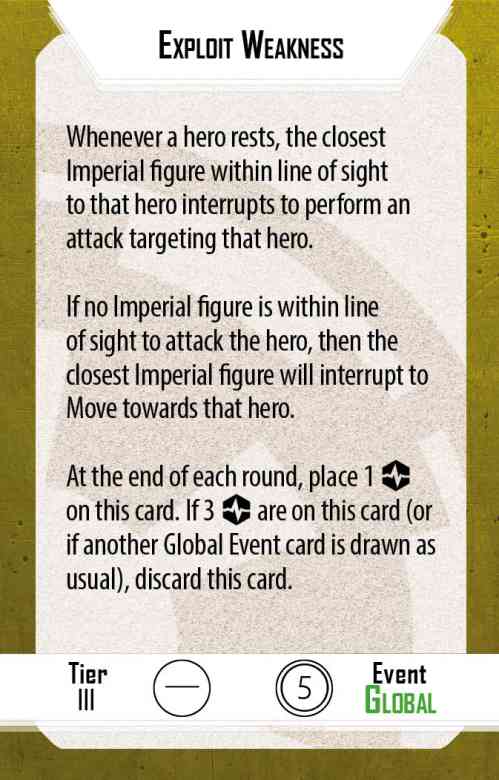 Exploit Weakness
Whenever a hero rests, the closest
Imperial figure within line of sight
to that hero interrupts to perform an
attack targeting that hero.
If no Imperial figure is within line
of sight to attack the hero, then the
closest Imperial figure will interrupt to
Move towards that hero.
At the end of each round, place 1
on this card. If 3 are on this card (or
if another Global Event card is drawn as
usual), discard this card.
Tier
III
—
5
Event
Global